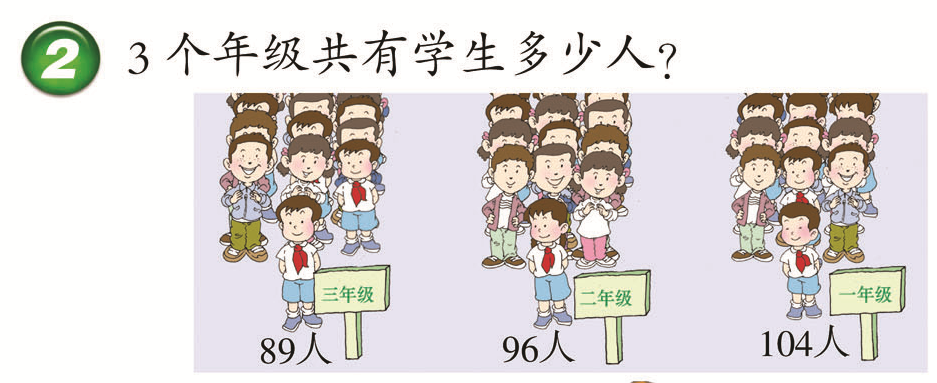 2 3个年级共有学生多少人?
三年级
二年级
一年级
89人
96人
104人